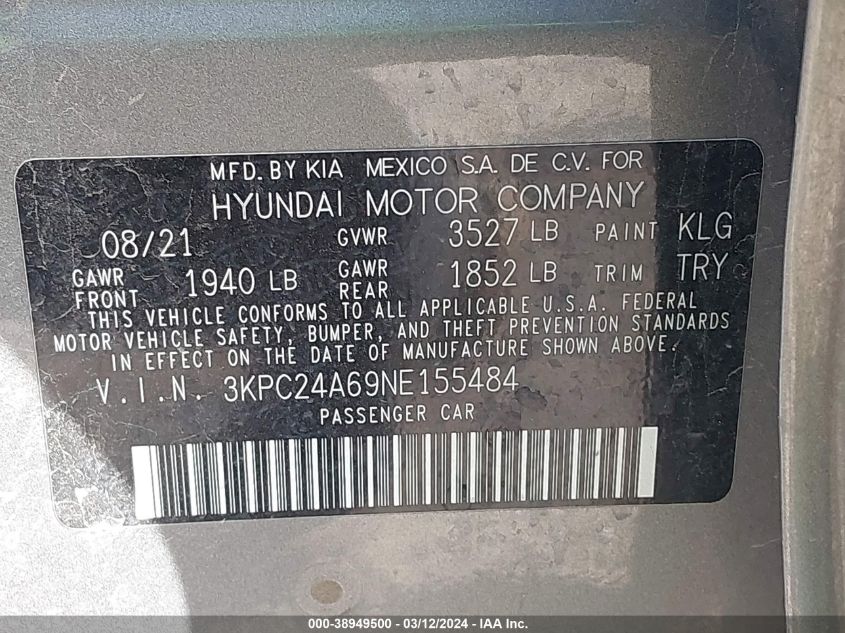 MFD. BY KIA MEXICO S.A. DE C.V. FOR
HYUNDAI MOTOR COMPANY
08/21 GVWR 3527 LB PAINT KLG
GAWR FRONT 1940 LB GAWR REAR 1852 LB TRIM TRY
THIS VEHICLE CONFORMS TO ALL APPLICABLE U.S.A. FEDERAL
MOTOR VEHICLE SAFETY, BUMPER, AND THEFT PREVENTION STANDARDS
IN EFFECT ON THE DATE OF MANUFACTURE SHOWN ABOVE.
V.I.N. 3KPC24A69NE155484
PASSENGER CAR
000-38949500 - 03/12/2024 - IAA Inc.